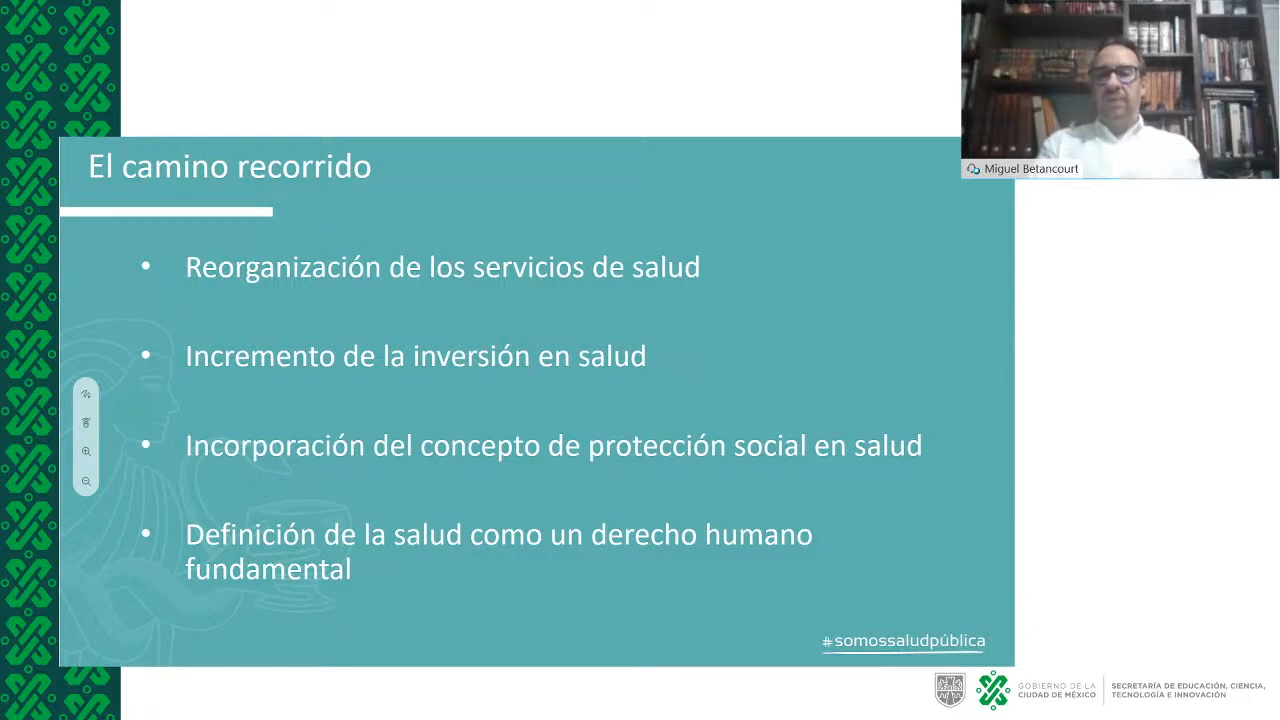 Miguel Betancourt
El camino recorrido
• Reorganización de los servicios de salud
• Incremento de la inversión en salud
• Incorporación del concepto de protección social en salud
• Definición de la salud como un derecho humano
fundamental
#somossaludpública
GOBIERNO DE LA
CIUDAD DE MÉXICO
SECRETARÍA DE EDUCACIÓN, CIENCIA,
TECNOLOGÍA E INNOVACIÓN